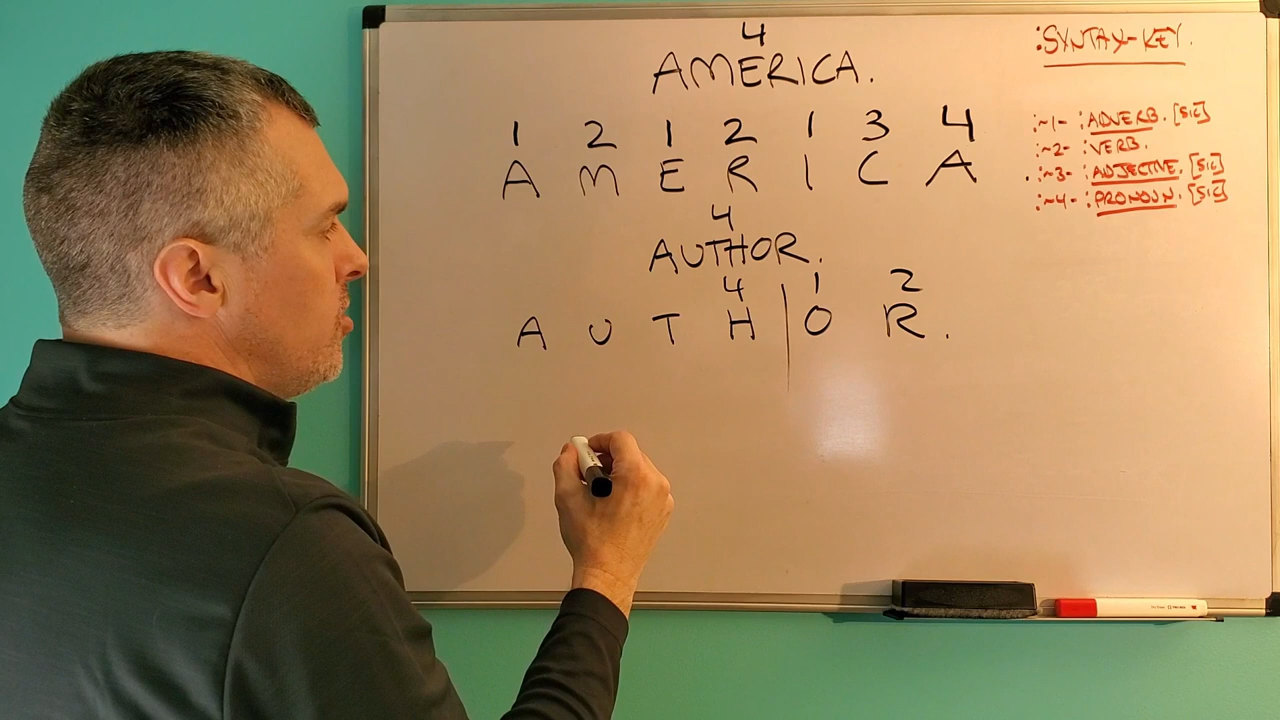 4
AMERICA.
1 2 1 2 1 3 4
A M E R I C A
4
AUTHOR.
4 1 2
A U T H | O R .
:SYNTAX-KEY.
:~1~ :ADVERB. [SIC]
:~2~ :VERB.
:~3~ :ADJECTIVE. [SIC]
:~4~ :PRONOUN. [SIC]